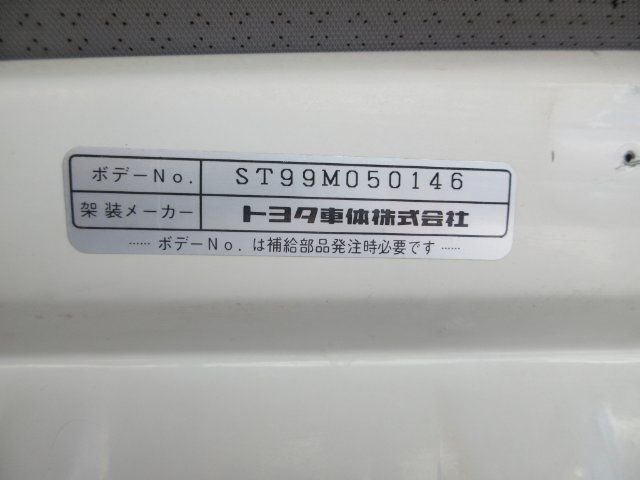 ボデーNo. ST99M050146
架装メーカー トヨタ車体株式会社
…… ボデーNo. は補給部品発注時必要です ……